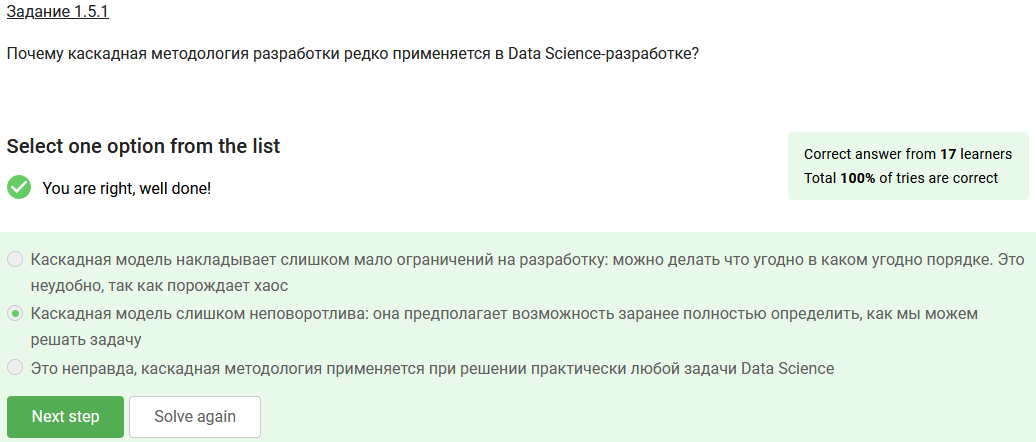 Задание 1.5.1
Почему каскадная методология разработки редко применяется в Data Science-разработке?
Select one option from the list
You are right, well done!
Correct answer from 17 learners
Total 100% of tries are correct
Каскадная модель накладывает слишком мало ограничений на разработку: можно делать что угодно в каком угодно порядке. Это
неудобно, так как порождает хаос
Каскадная модель слишком неповоротлива: она предполагает возможность заранее полностью определить, как мы можем
решать задачу
Это неправда, каскадная методология применяется при решении практически любой задачи Data Science
Next step
Solve again